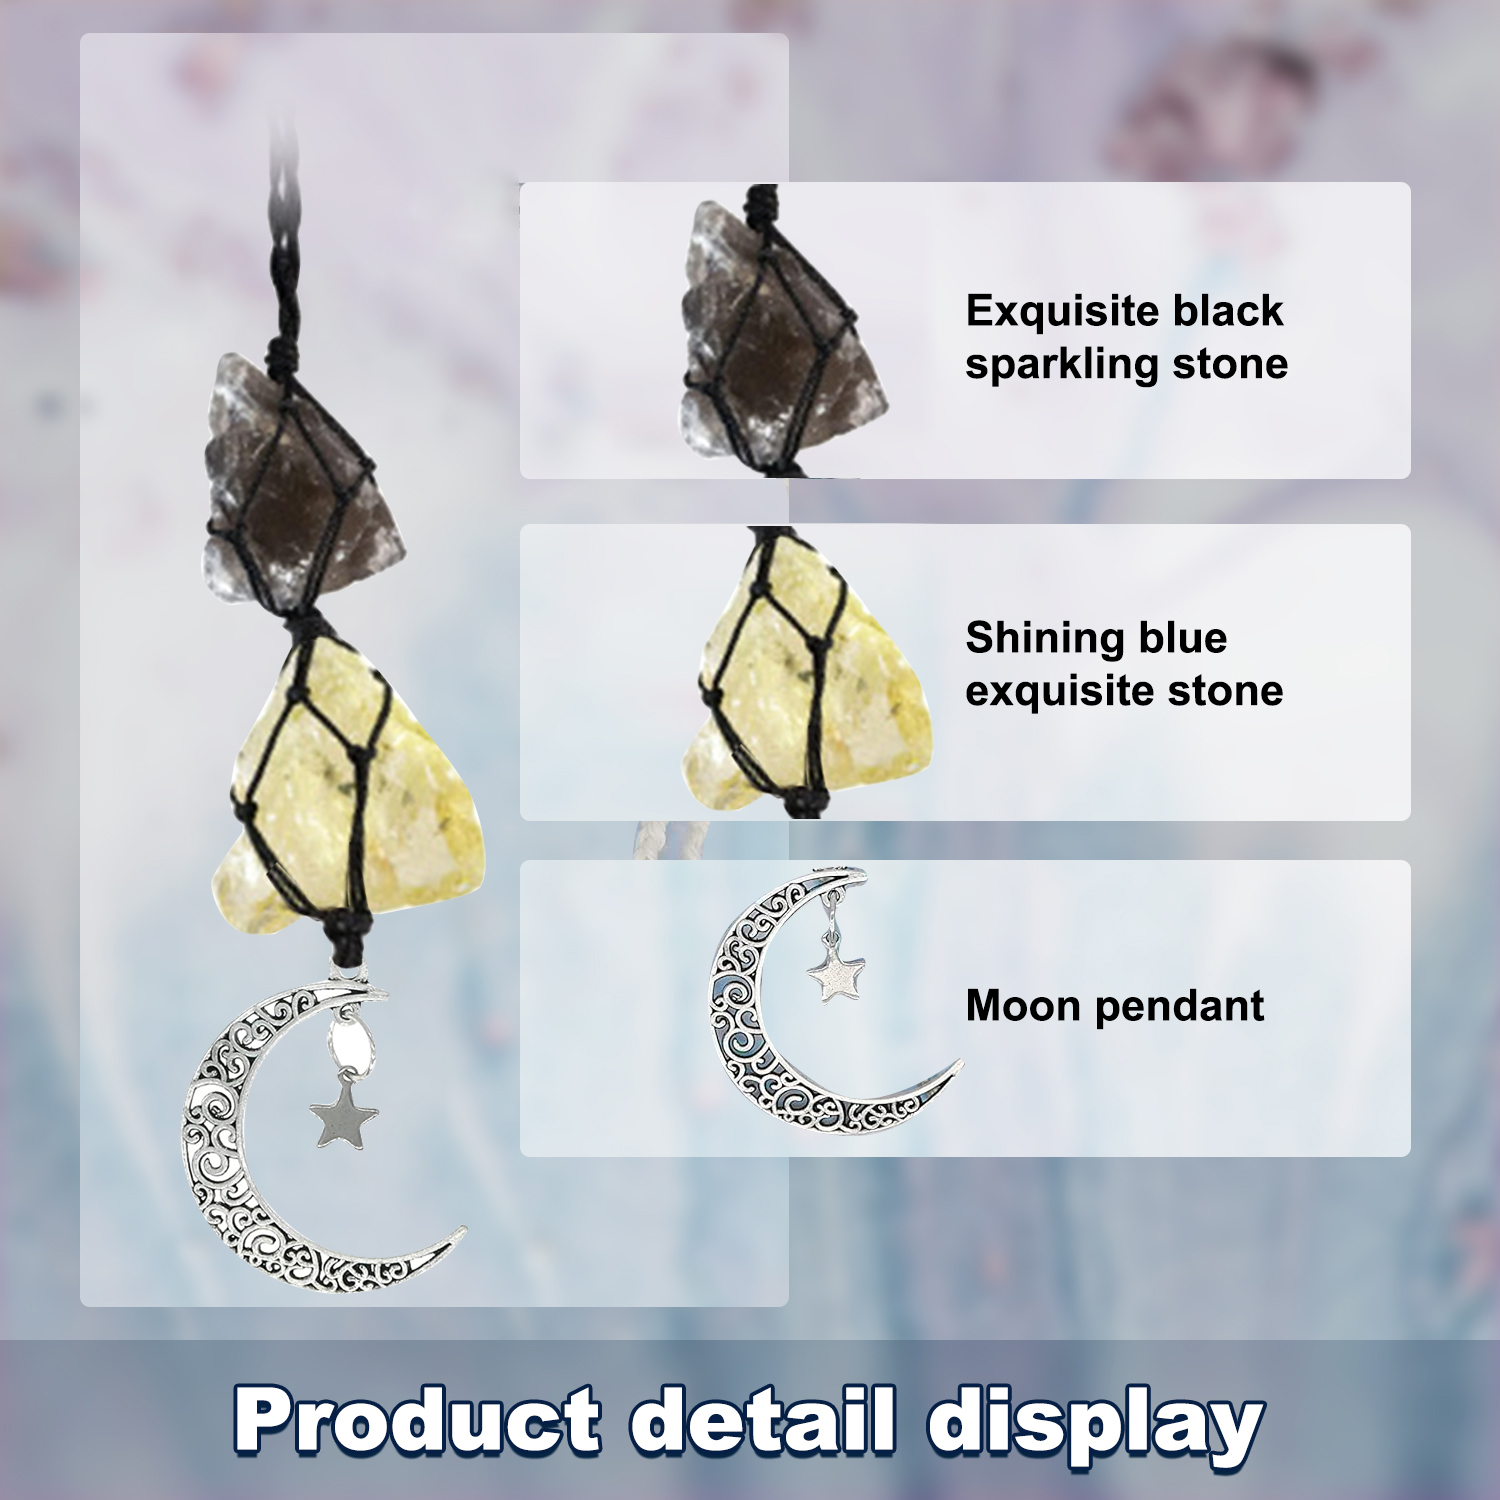 Exquisite black
sparkling stone
Shining blue
exquisite stone
Moon pendant
Product detail display